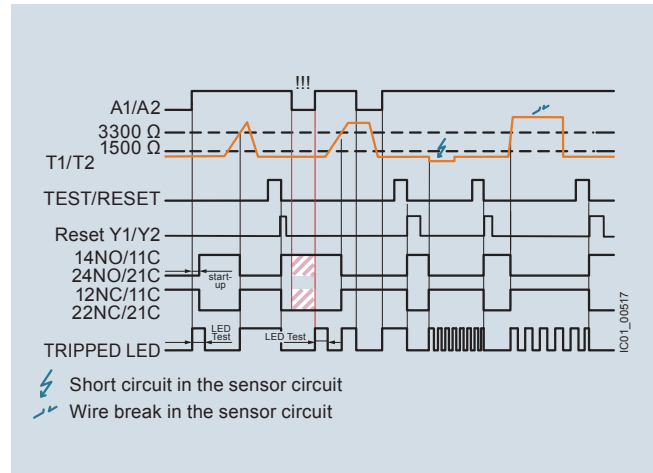 !!!
A1/A2
3300 Ω
1500 Ω
T1/T2
TEST/RESET
Reset Y1/Y2
14NO/11C
24NO/21C
start-
up
12NC/11C
22NC/21C
LED
Test
LED Test
TRIPPED LED
IC01_00517
Short circuit in the sensor circuit
Wire break in the sensor circuit